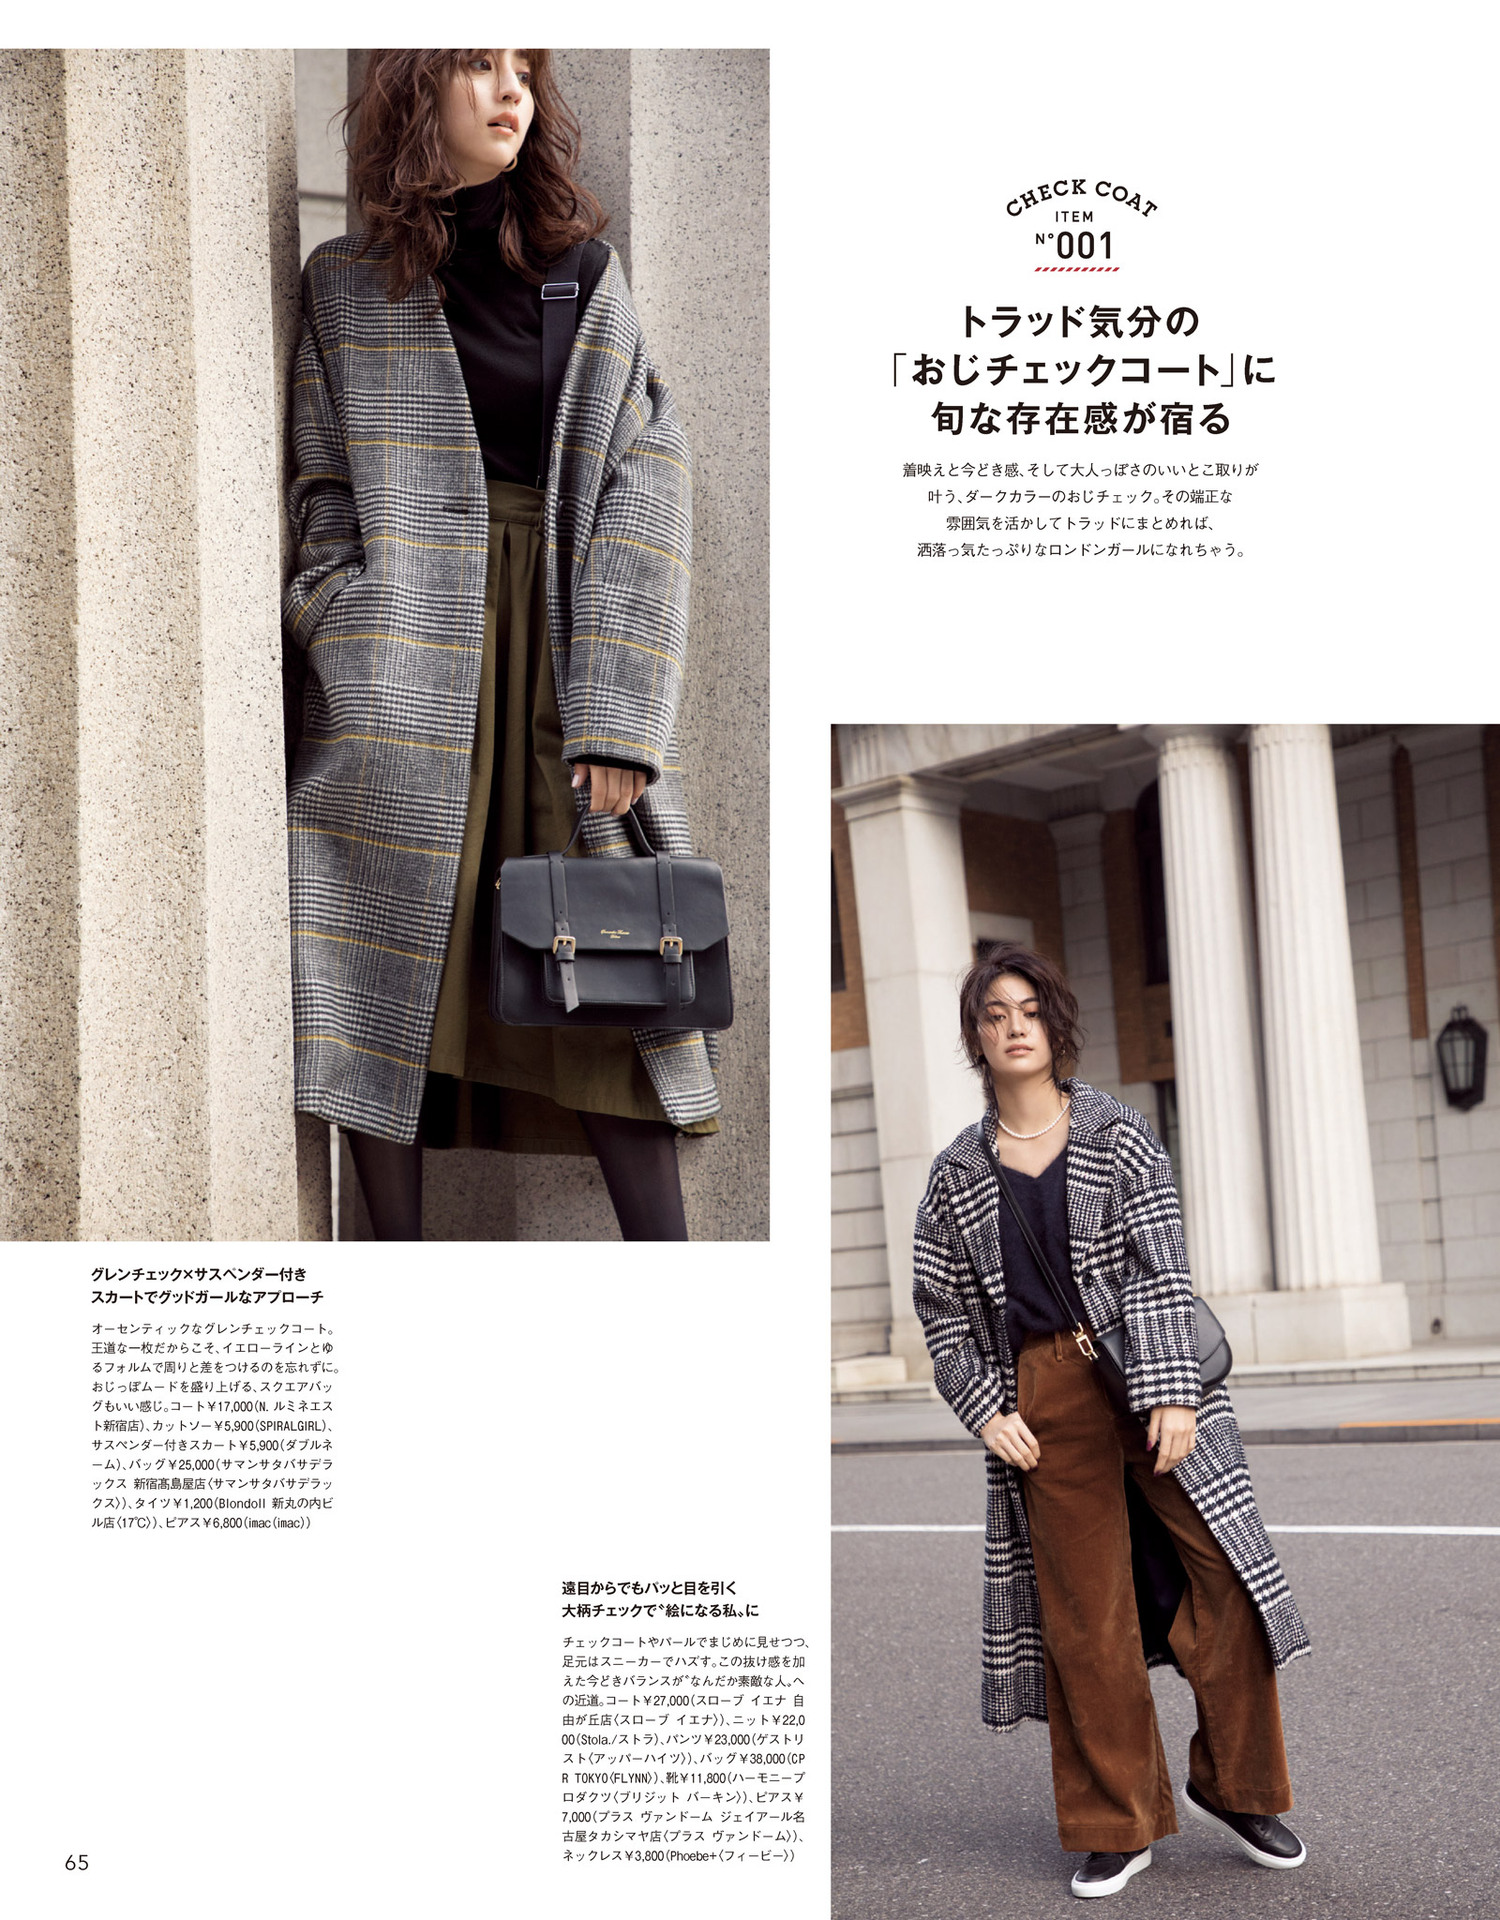 CHECK COAT
ITEM
N°001
トラッド気分の
「おじチェックコート」に
旬な存在感が宿る
着映えと今どき感、そして大人っぽさのいいとこ取りが
叶う、ダークカラーのおじチェック。その端正な
雰囲気を活かしてトラッドにまとめれば、
洒落っ気たっぷりなロンドンガールになれちゃう。
グレンチェック×サスペンダー付き
スカートでグッドガールなアプローチ
オーセンティックなグレンチェックコート。
王道な一枚だからこそ、イエローラインとゆ
るフォルムで周りと差をつけるのを忘れずに。
おじっぽムードを盛り上げる、スクエアバッ
グもいい感じ。コート¥17,000(N. ルミネエス
ト新宿店)、カットソー¥5,900(SPIRALGIRL)、
サスペンダー付きスカート¥5,900(ダブルネ
ーム)、バッグ¥25,000(サマンサタバサデラ
ックス 新宿髙島屋店〈サマンサタバサデラッ
クス〉)、タイツ¥1,200(Blondoll 新丸の内ビ
ル店〈17℃〉)、ピアス¥6,800(imac〈imac〉)
遠目からでもパッと目を引く
大柄チェックで〝絵になる私〟に
チェックコートやパールでまじめに見せつつ、
足元はスニーカーでハズす。この抜け感を加
えた今どきバランスが〝なんだか素敵な人〟へ
の近道。コート¥27,000(スローブ イエナ 自
由が丘店〈スローブ イエナ〉)、ニット¥22,0
00(Stola./ストラ)、パンツ¥23,000(ゲストリ
スト〈アッパーハイツ〉)、バッグ¥38,000(CP
R TOKYO〈FLYNN〉)、靴¥11,800(ハーモニープ
ロダクツ〈ブリジット バーキン〉)、ピアス¥
7,000(プラス ヴァンドーム ジェイアール名
古屋タカシマヤ店〈プラス ヴァンドーム〉)、
ネックレス¥3,800(Phoebe+〈フィービー〉)
65